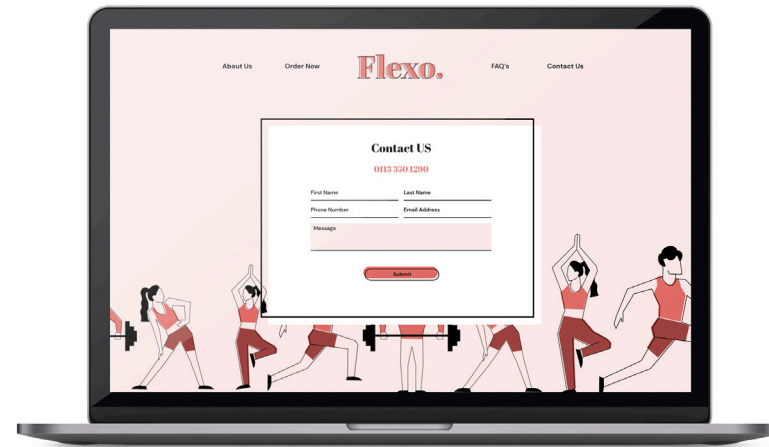 About Us Order Now Flexo. FAQ's Contact Us
Contact US
0113 350 1290
First Name Last Name
Phone Number Email Address
Message
Submit